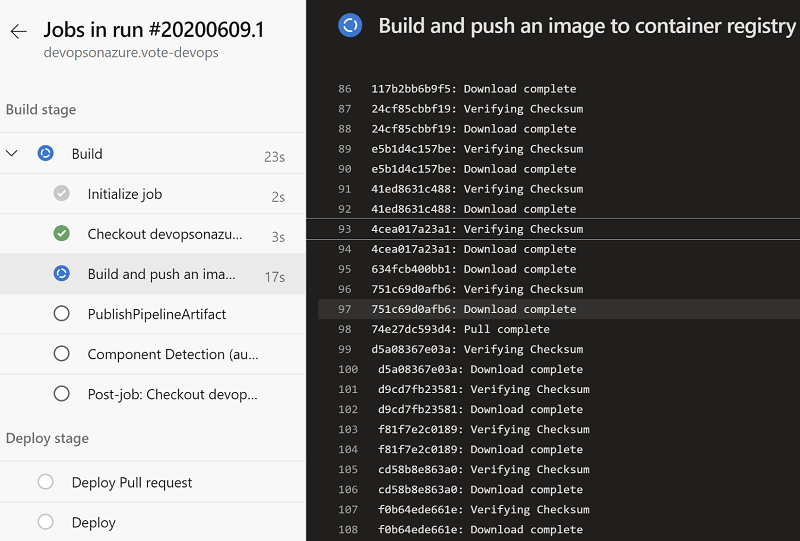 Jobs in run #20200609.1
devopsonazure.vote-devops
Build stage
Build 23s
Initialize job 2s
Checkout devopsonazu... 3s
Build and push an ima... 17s
PublishPipelineArtifact
Component Detection (au...
Post-job: Checkout devop...
Deploy stage
Deploy Pull request
Deploy
Build and push an image to container registry
86 117b2bb6b9f5: Download complete
87 24cf85cbbf19: Verifying Checksum
88 24cf85cbbf19: Download complete
89 e5b1d4c157be: Verifying Checksum
90 e5b1d4c157be: Download complete
91 41ed8631c488: Verifying Checksum
92 41ed8631c488: Download complete
93 4cea017a23a1: Verifying Checksum
94 4cea017a23a1: Download complete
95 634fcb400bb1: Download complete
96 751c69d0afb6: Verifying Checksum
97 751c69d0afb6: Download complete
98 74e27dc593d4: Pull complete
99 d5a08367e03a: Verifying Checksum
100 d5a08367e03a: Download complete
101 d9cd7fb23581: Verifying Checksum
102 d9cd7fb23581: Download complete
103 f81f7e2c0189: Verifying Checksum
104 f81f7e2c0189: Download complete
105 cd58b8e863a0: Verifying Checksum
106 cd58b8e863a0: Download complete
107 f0b64ede661e: Verifying Checksum
108 f0b64ede661e: Download complete